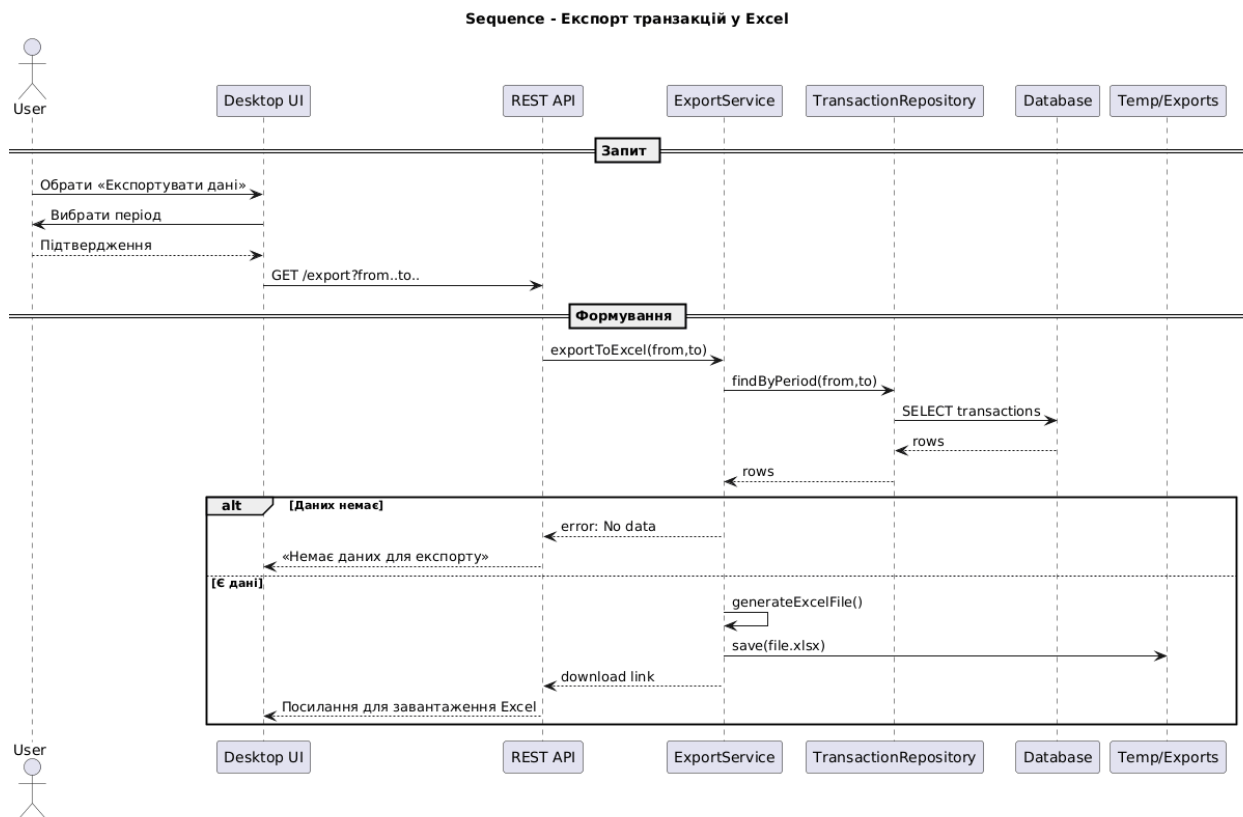 Sequence - Експорт транзакцій у Excel
User
Desktop UI
REST API
ExportService
TransactionRepository
Database
Temp/Exports
Запит
Обрати «Експортувати дані»
Вибрати період
Підтвердження
GET /export?from..to..
Формування
exportToExcel(from,to)
findByPeriod(from,to)
SELECT transactions
rows
rows
alt
[Даних немає]
error: No data
«Немає даних для експорту»
[Є дані]
generateExcelFile()
save(file.xlsx)
download link
Посилання для завантаження Excel
User
Desktop UI
REST API
ExportService
TransactionRepository
Database
Temp/Exports